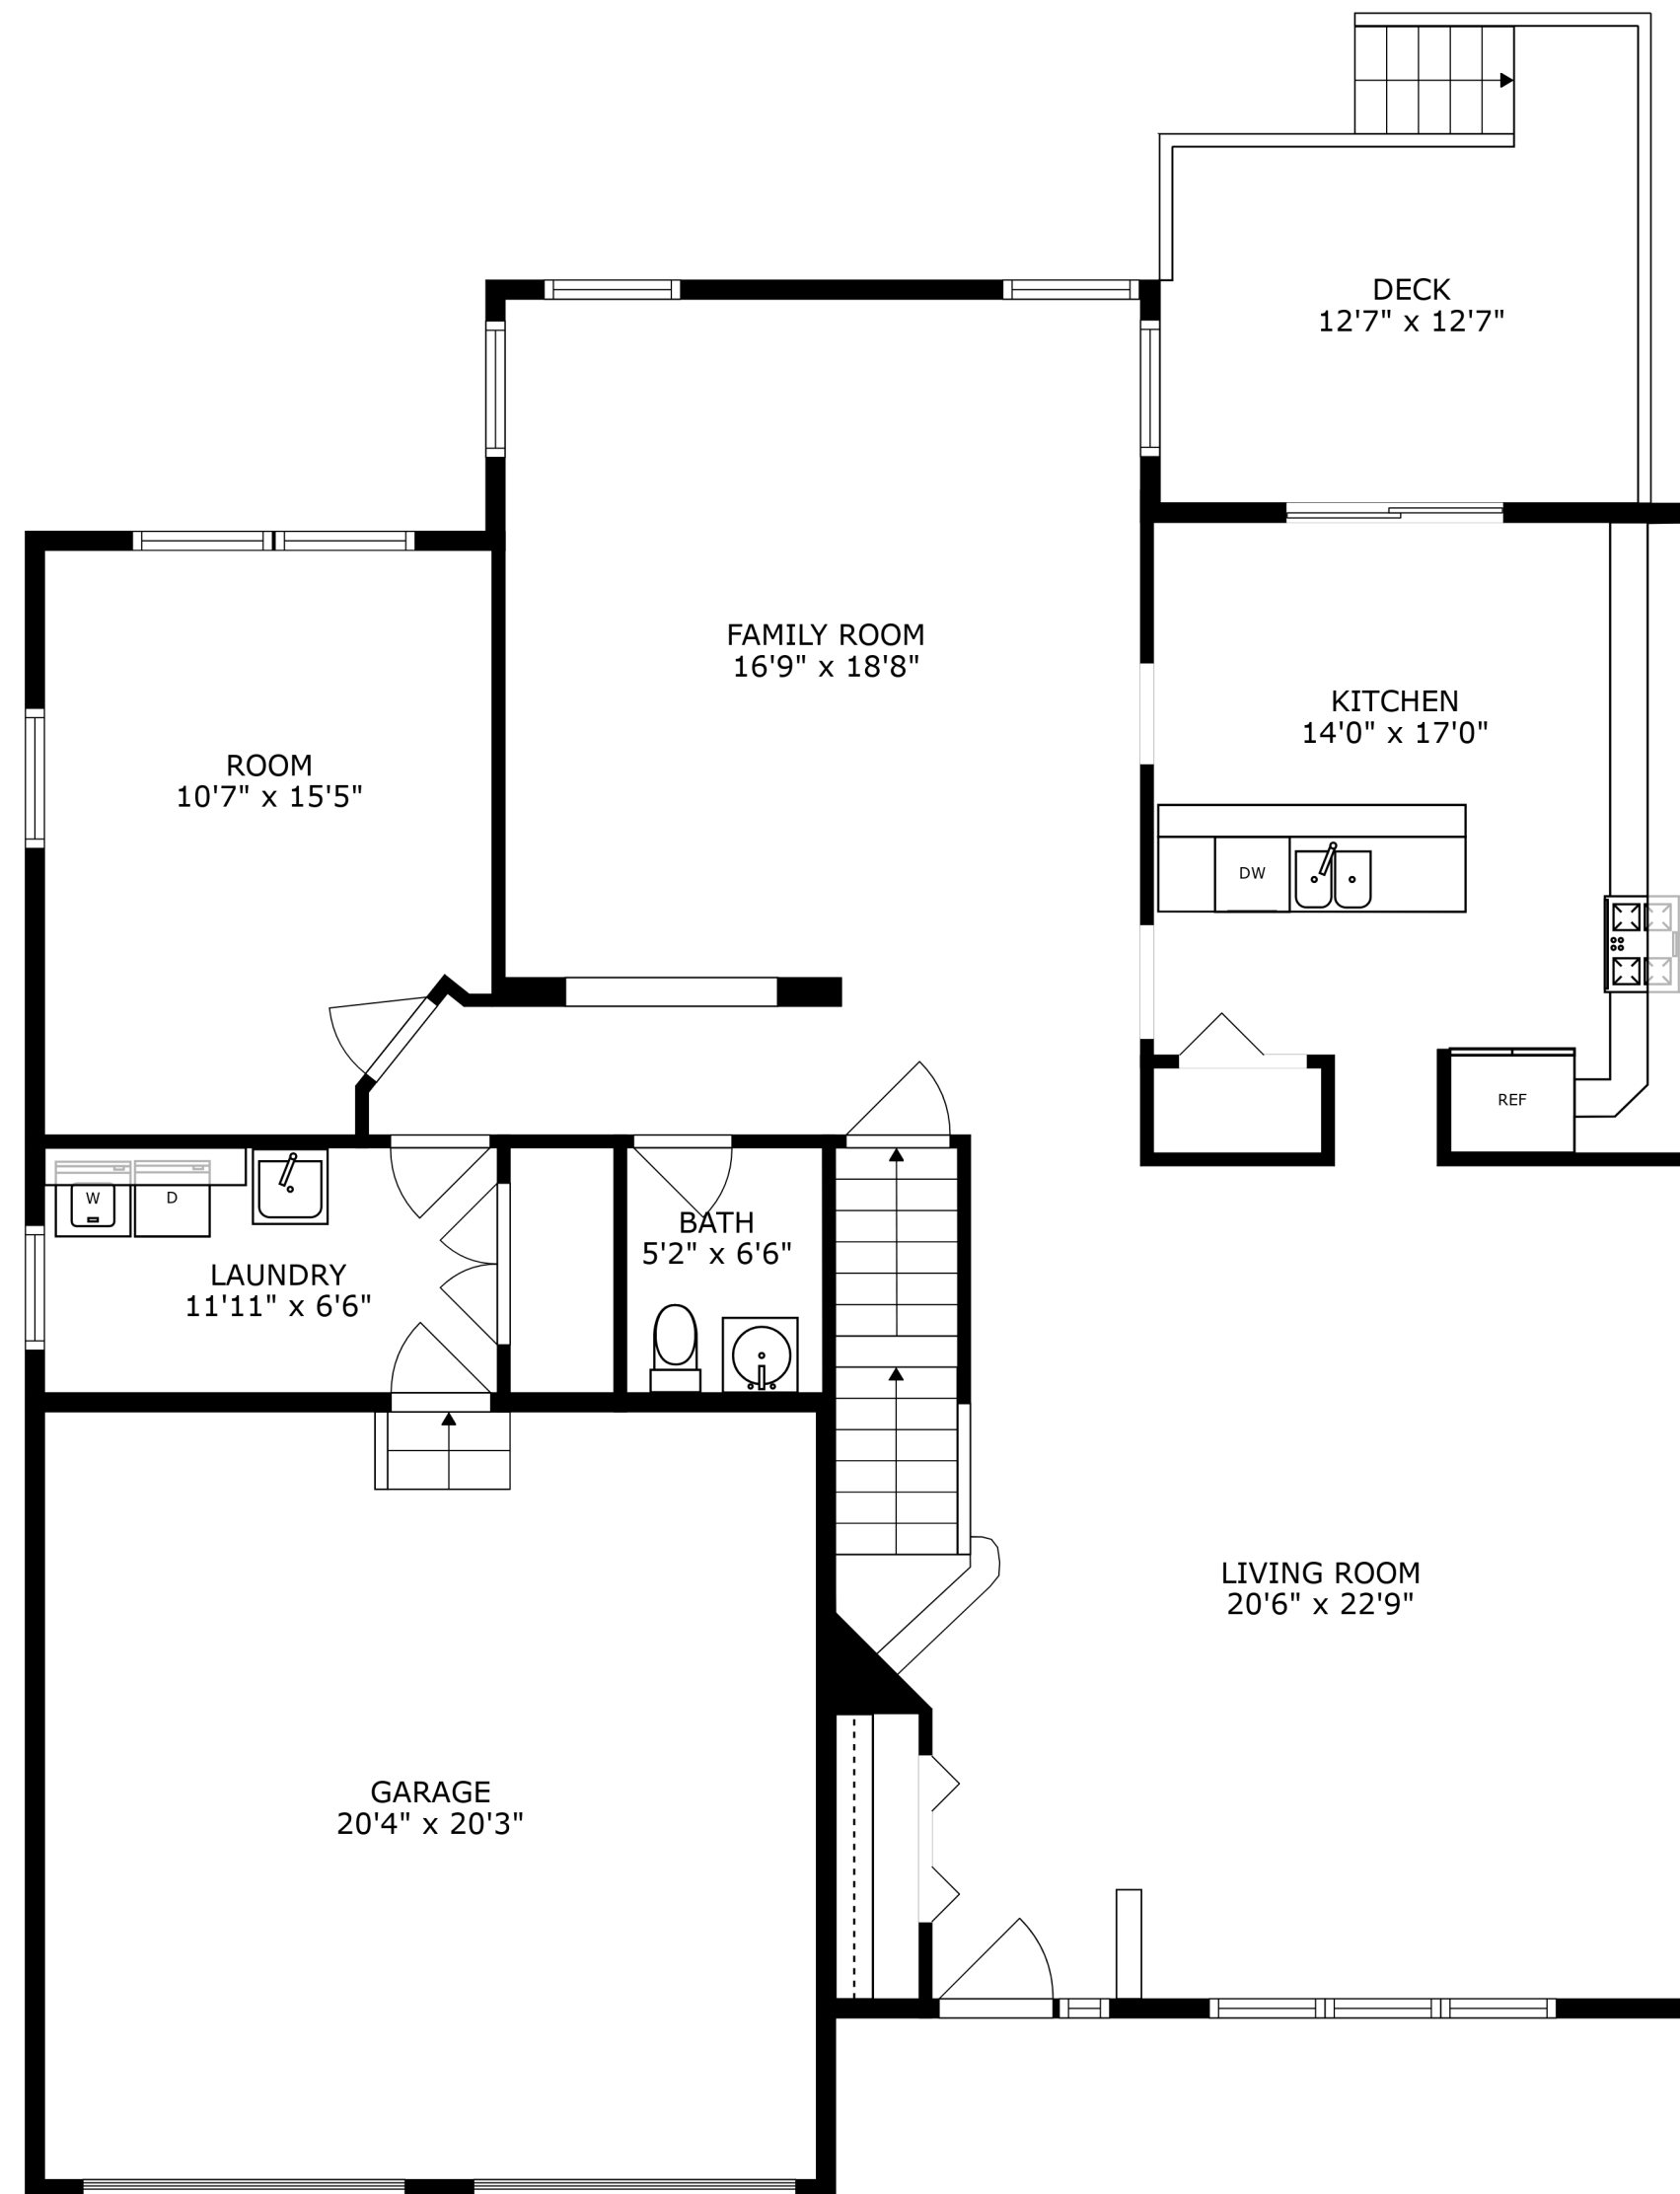 DECK
12'7" x 12'7"
FAMILY ROOM
16'9" x 18'8"
KITCHEN
14'0" x 17'0"
ROOM
10'7" x 15'5"
DW
REF
W
D
BATH
5'2" x 6'6"
LAUNDRY
11'11" x 6'6"
LIVING ROOM
20'6" x 22'9"
GARAGE
20'4" x 20'3"